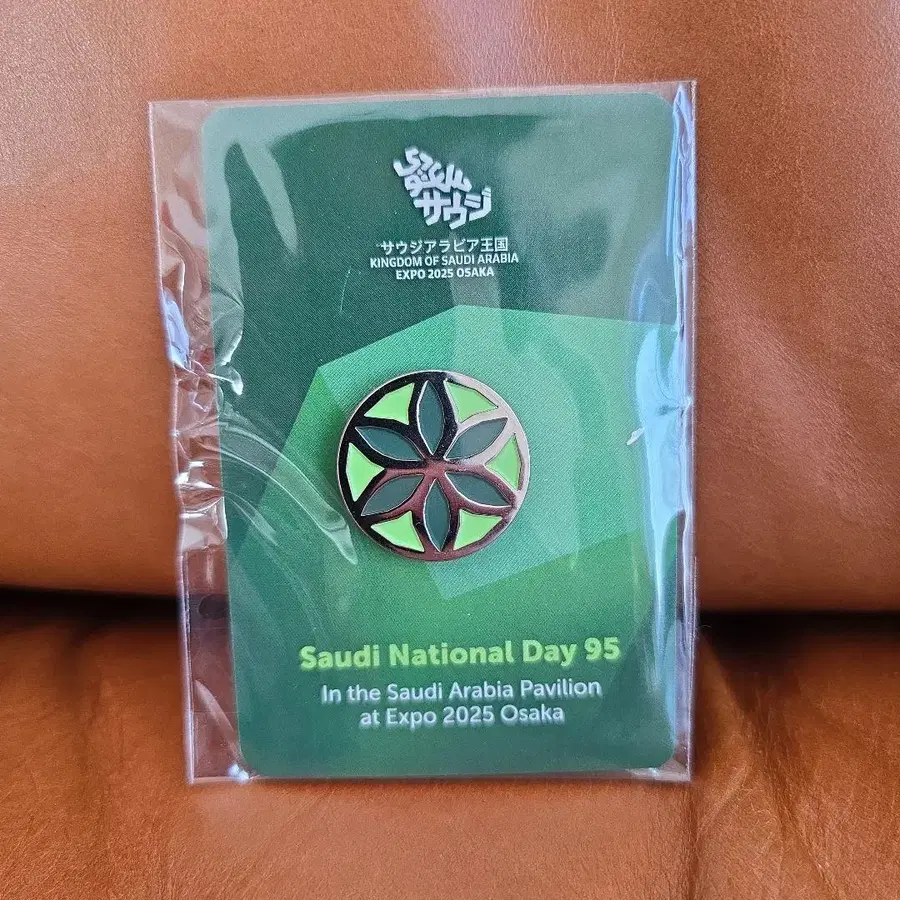 サウジ
サウジアラビア王国
KINGDOM OF SAUDI ARABIA
EXPO 2025 OSAKA
Saudi National Day 95
In the Saudi Arabia Pavilion
at Expo 2025 Osaka